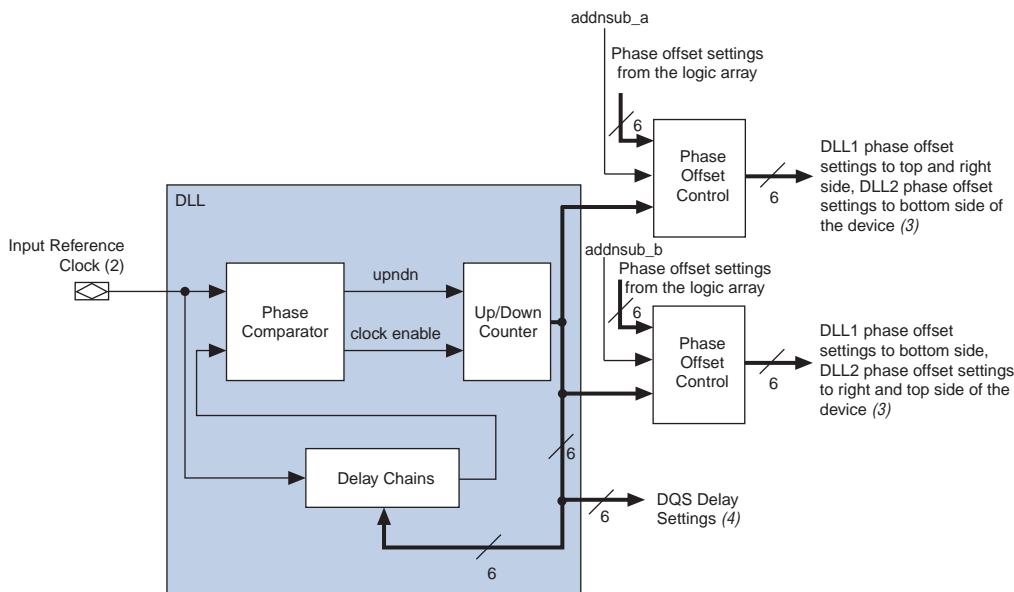 addnsub_a
Phase offset settings
from the logic array
6
Phase
Offset
Control
6
DLL1 phase offset
settings to top and right
side, DLL2 phase offset
settings to bottom side of
the device (3)
DLL
Input Reference
Clock (2)
Phase
Comparator
upndn
clock enable
Up/Down
Counter
addnsub_b
Phase offset settings
from the logic array
6
Phase
Offset
Control
6
DLL1 phase offset
settings to bottom side,
DLL2 phase offset settings
to right and top side of the
device (3)
6
Delay Chains
6
6
DQS Delay
Settings (4)